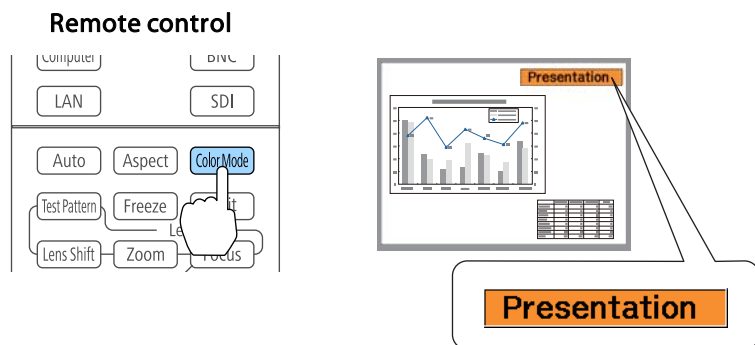 Remote control
Computer
BNC
LAN
SDI
Auto
Aspect
Color Mode
Test Pattern
Freeze
Lens Shift
Zoom
Focus
Presentation
Presentation